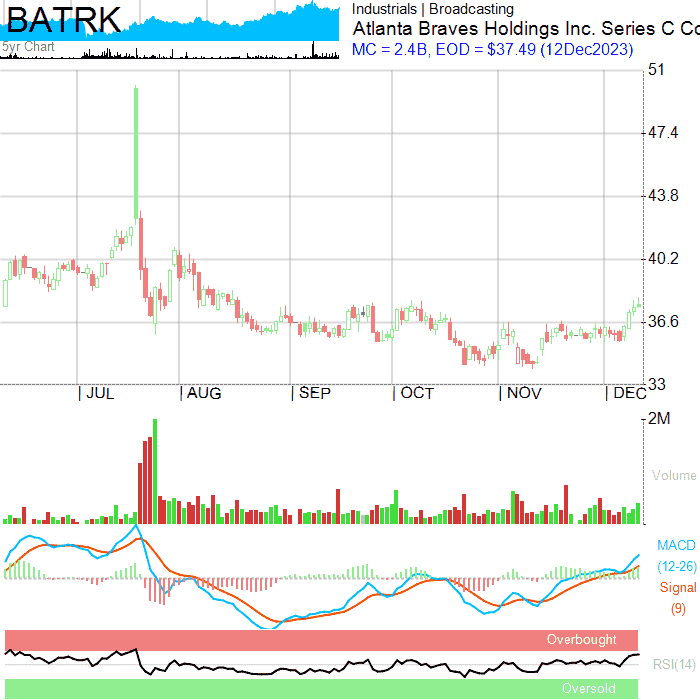 BATRK
5yr Chart
Industrials | Broadcasting
Atlanta Braves Holdings Inc. Series C Co
MC = 2.4B, EOD = $37.49 (12Dec2023)
51
47.4
43.8
40.2
36.6
33
JUL AUG SEP OCT NOV DEC
2M
Volume
MACD
(12-26)
Signal
(9)
Overbought
RSI(14)
Oversold